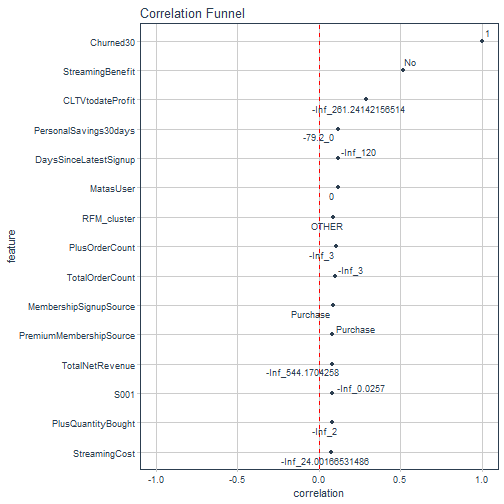 Correlation Funnel
Churned30
1
StreamingBenefit
No
CLTVtodateProfit
-Inf_261.24142156514
PersonalSavings30days
-79.2_0
DaysSinceLatestSignup
-Inf_120
MatasUser
0
RFM_cluster
OTHER
PlusOrderCount
-Inf_3
TotalOrderCount
-Inf_3
MembershipSignupSource
Purchase
PremiumMembershipSource
Purchase
TotalNetRevenue
-Inf_544.1704258
S001
-Inf_0.0257
PlusQuantityBought
-Inf_2
StreamingCost
-Inf_24.00166531486
feature
-1.0 -0.5 0.0 0.5 1.0
correlation